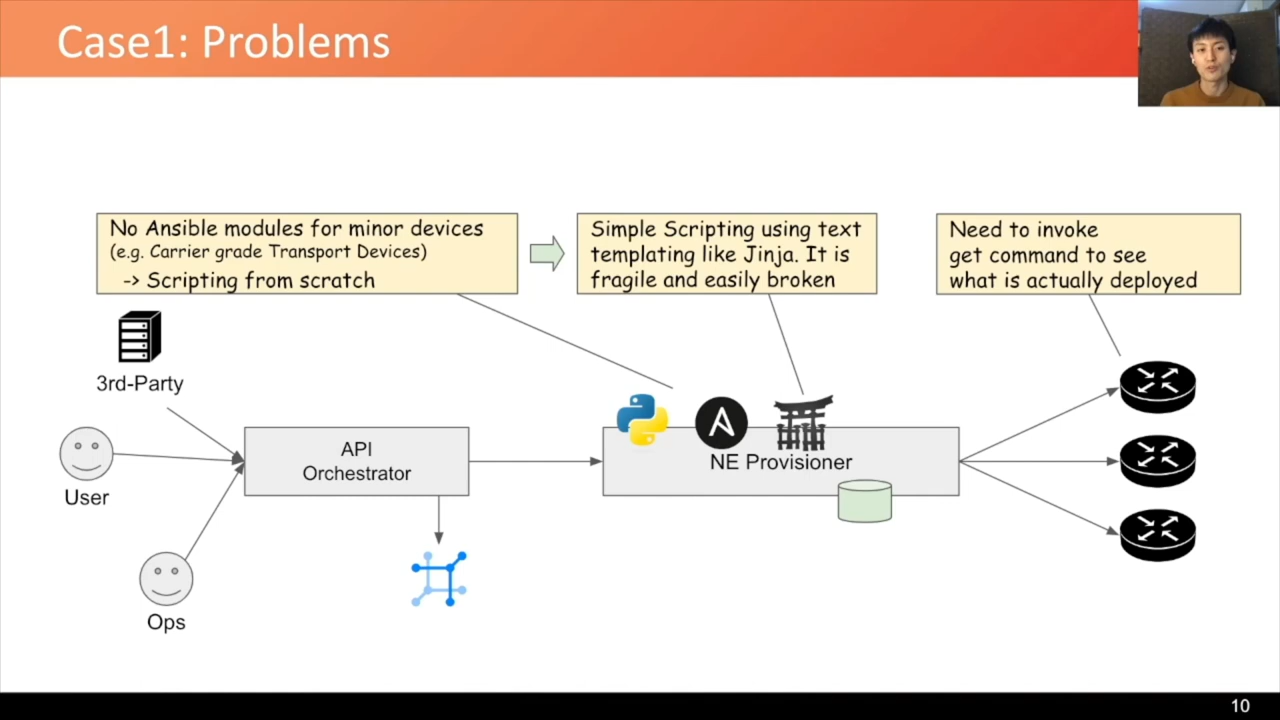 Case1: Problems
No Ansible modules for minor devices
(e.g. Carrier grade Transport Devices)
-> Scripting from scratch
Simple Scripting using text
templating like Jinja. It is
fragile and easily broken
Need to invoke
get command to see
what is actually deployed
3rd-Party
User
Ops
API
Orchestrator
NE Provisioner
10